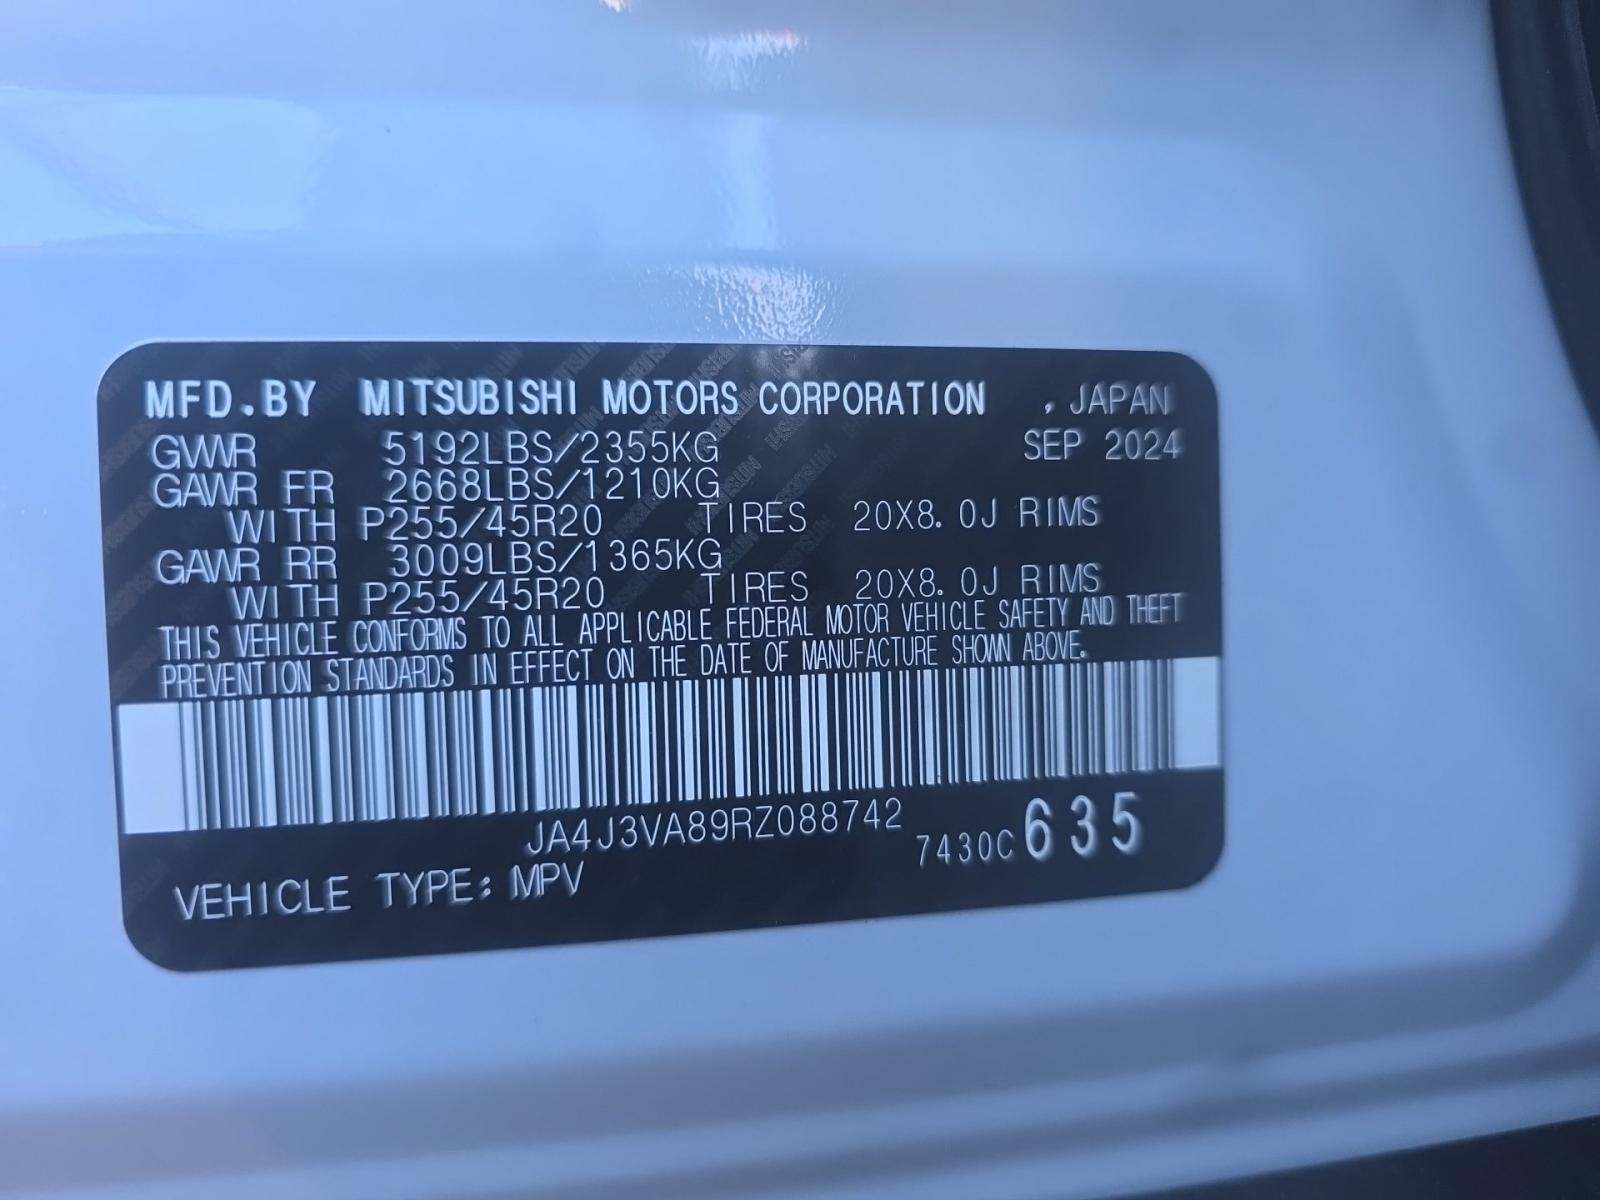 MFD.BY MITSUBISHI MOTORS CORPORATION , JAPAN
GVWR 5192LBS/2355KG SEP 2024
GAWR FR 2668LBS/1210KG
WITH P255/45R20 TIRES 20X8.0J RIMS
GAWR RR 3009LBS/1365KG
WITH P255/45R20 TIRES 20X8.0J RIMS
THIS VEHICLE CONFORMS TO ALL APPLICABLE FEDERAL MOTOR VEHICLE SAFETY AND THEFT
PREVENTION STANDARDS IN EFFECT ON THE DATE OF MANUFACTURE SHOWN ABOVE.
JA4J3VA89RZ088742 7430C 635
VEHICLE TYPE: MPV